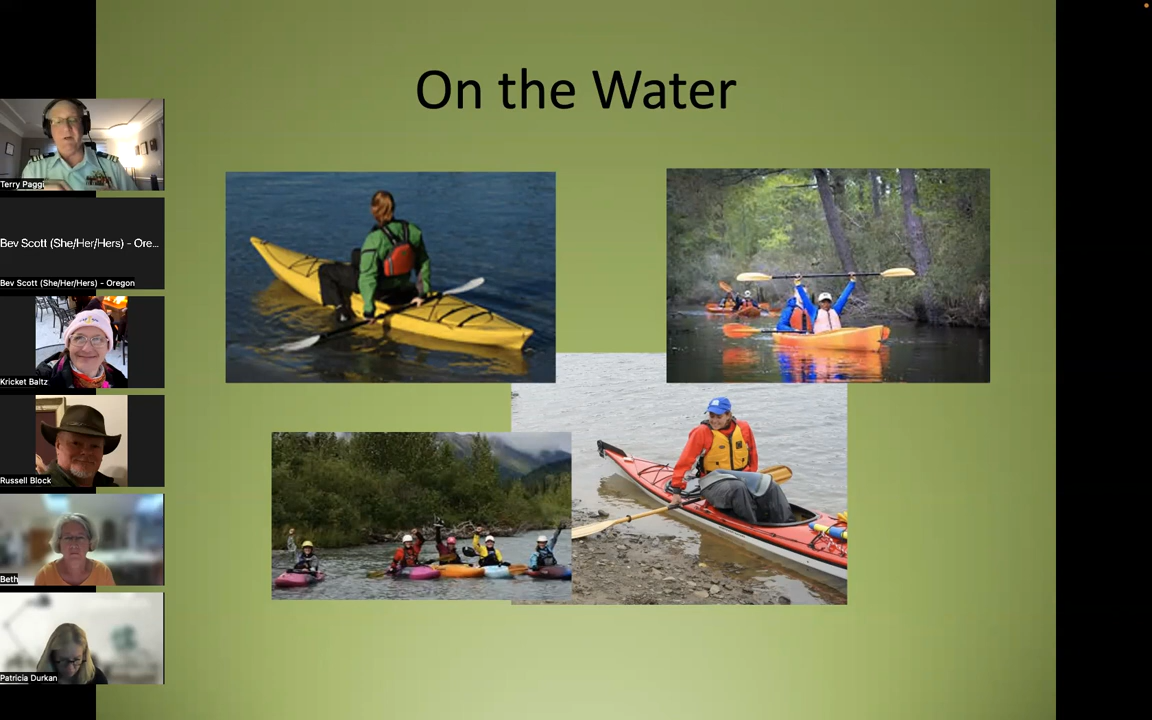 On the Water
Terry Paggi
Bev Scott (She/Her/Hers) - Ore...
Bev Scott (She/Her/Hers) - Oregon
Kricket Baltz
Russell Block
Beth
Patricia Durkan